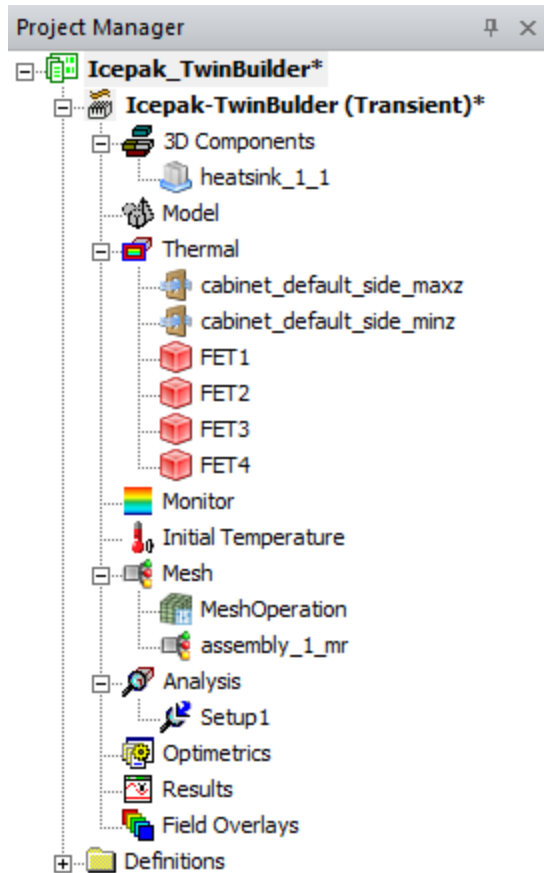 Project Manager
Icepak_TwinBuilder*
Icepak-TwinBulder (Transient)*
3D Components
heatsink_1_1
Model
Thermal
cabinet_default_side_maxz
cabinet_default_side_minz
FET1
FET2
FET3
FET4
Monitor
Initial Temperature
Mesh
MeshOperation
assembly_1_mr
Analysis
Setup1
Optimetrics
Results
Field Overlays
Definitions